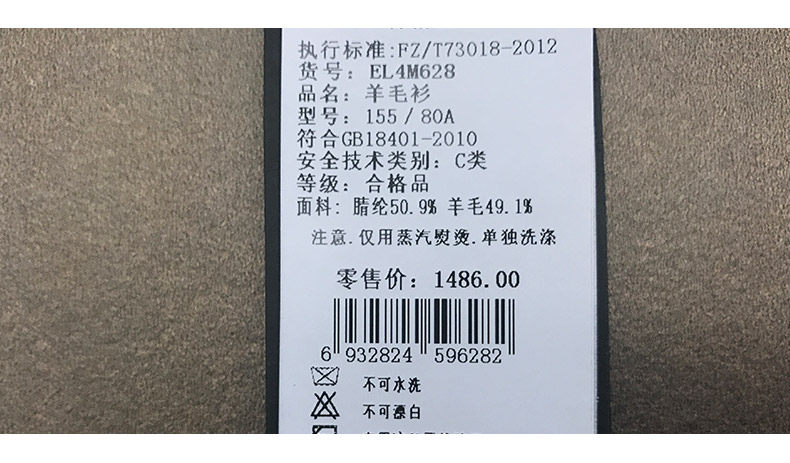 执行标准:FZ/T73018-2012
货号：EL4M628
品名：羊毛衫
型号：155/80A
符合GB18401-2010
安全技术类别：C类
等级：合格品
面料：腈纶50.9% 羊毛49.1%
注意.仅用蒸汽熨烫.单独洗涤
零售价：1486.00
6 932824 596282
不可水洗
不可漂白